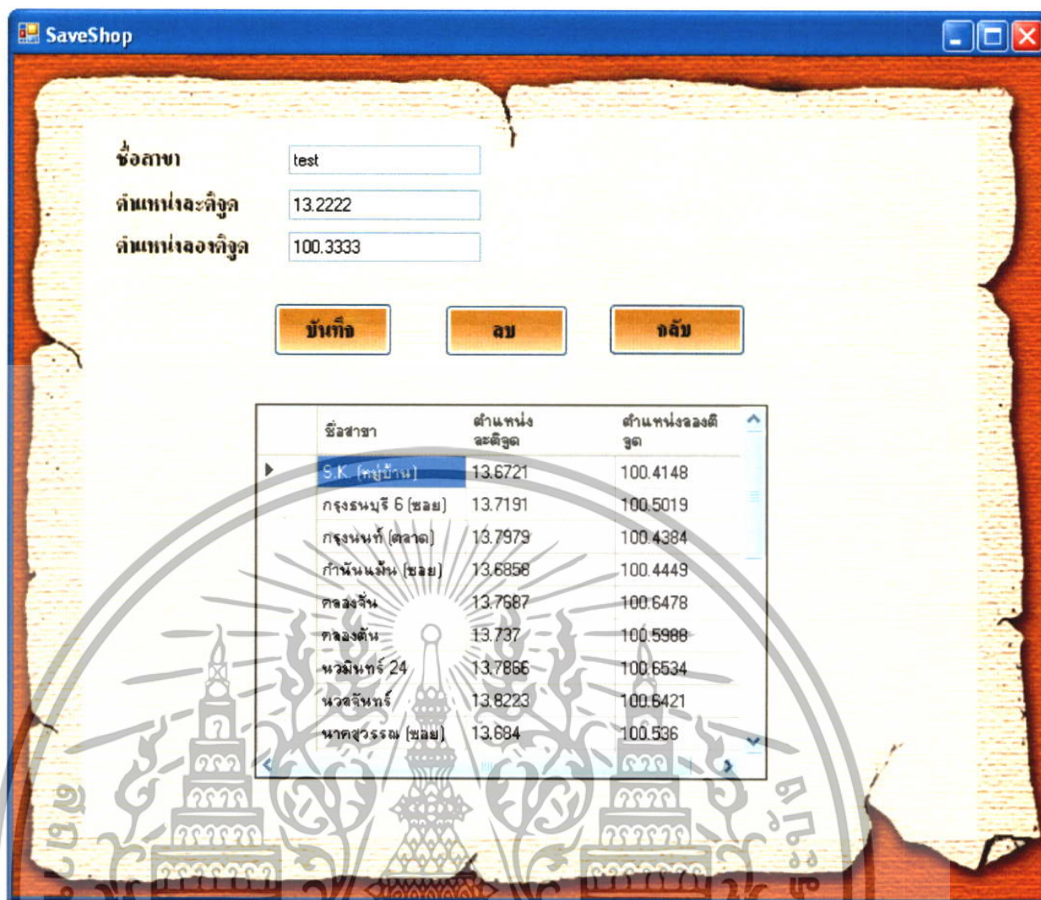 SaveShop
ชื่อสาขา test
ตำแหน่งละติจูด 13.2222
ตำแหน่งลองติจูด 100.3333
บันทึก ลบ กลับ
ชื่อสาขา ตำแหน่งละติจูด ตำแหน่งลองติจูด
S.K. (หมู่บ้าน) 13.6721 100.4148
กรุงธนบุรี 6 (ซอย) 13.7191 100.5019
กรุงนนท์ (ตลาด) 13.7979 100.4384
กำนันแม้น (ซอย) 13.6858 100.4449
คลองจั่น 13.7687 100.6478
คลองตัน 13.737 100.5988
นวมินทร์ 24 13.7866 100.6534
นวลจันทร์ 13.8223 100.6421
นาคสุวรรณ (ซอย) 13.684 100.536